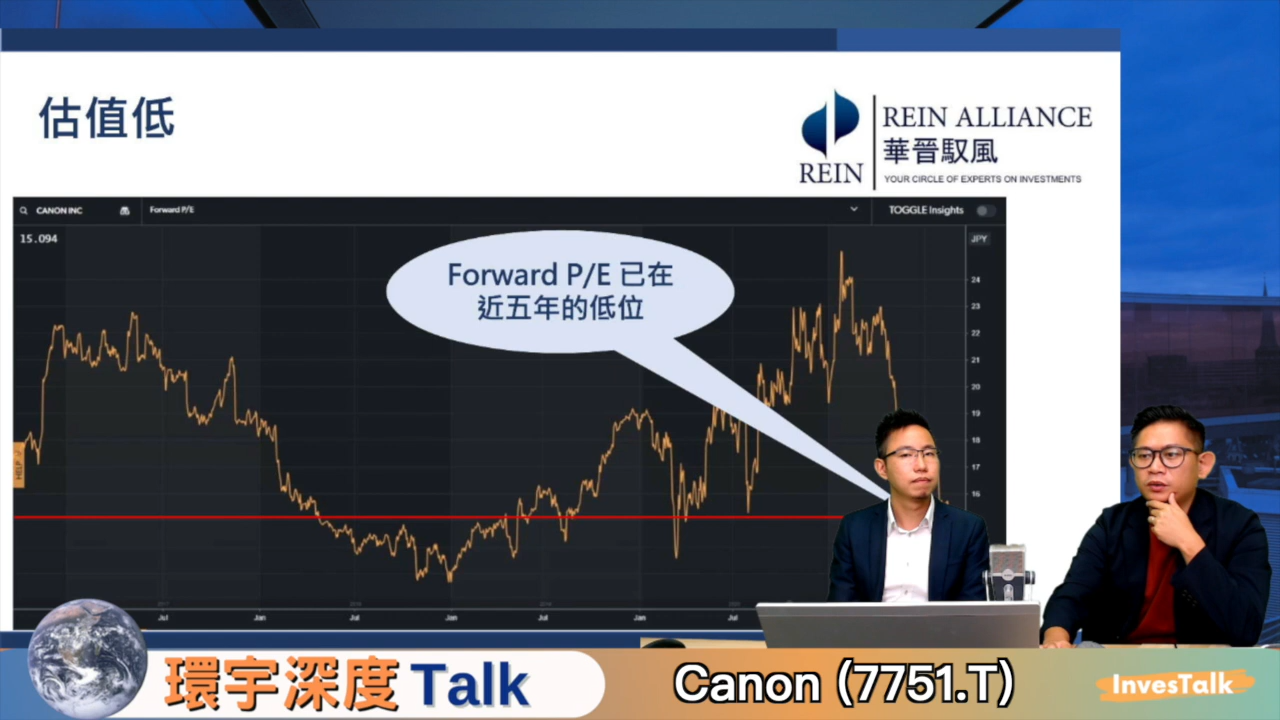 估值低
REIN
REIN ALLIANCE
華晉馭風
YOUR CIRCLE OF EXPERTS ON INVESTMENTS
CANON INC
Forward P/E
TOGGLE Insights
15.094
JPY
Forward P/E 已在
近五年的低位
24
23
22
21
20
19
18
17
16
HELP
Jul
Jan
Jul
Jan
Jul
Jan
Jul
環宇深度 Talk
Canon (7751.T)
InvesTalk